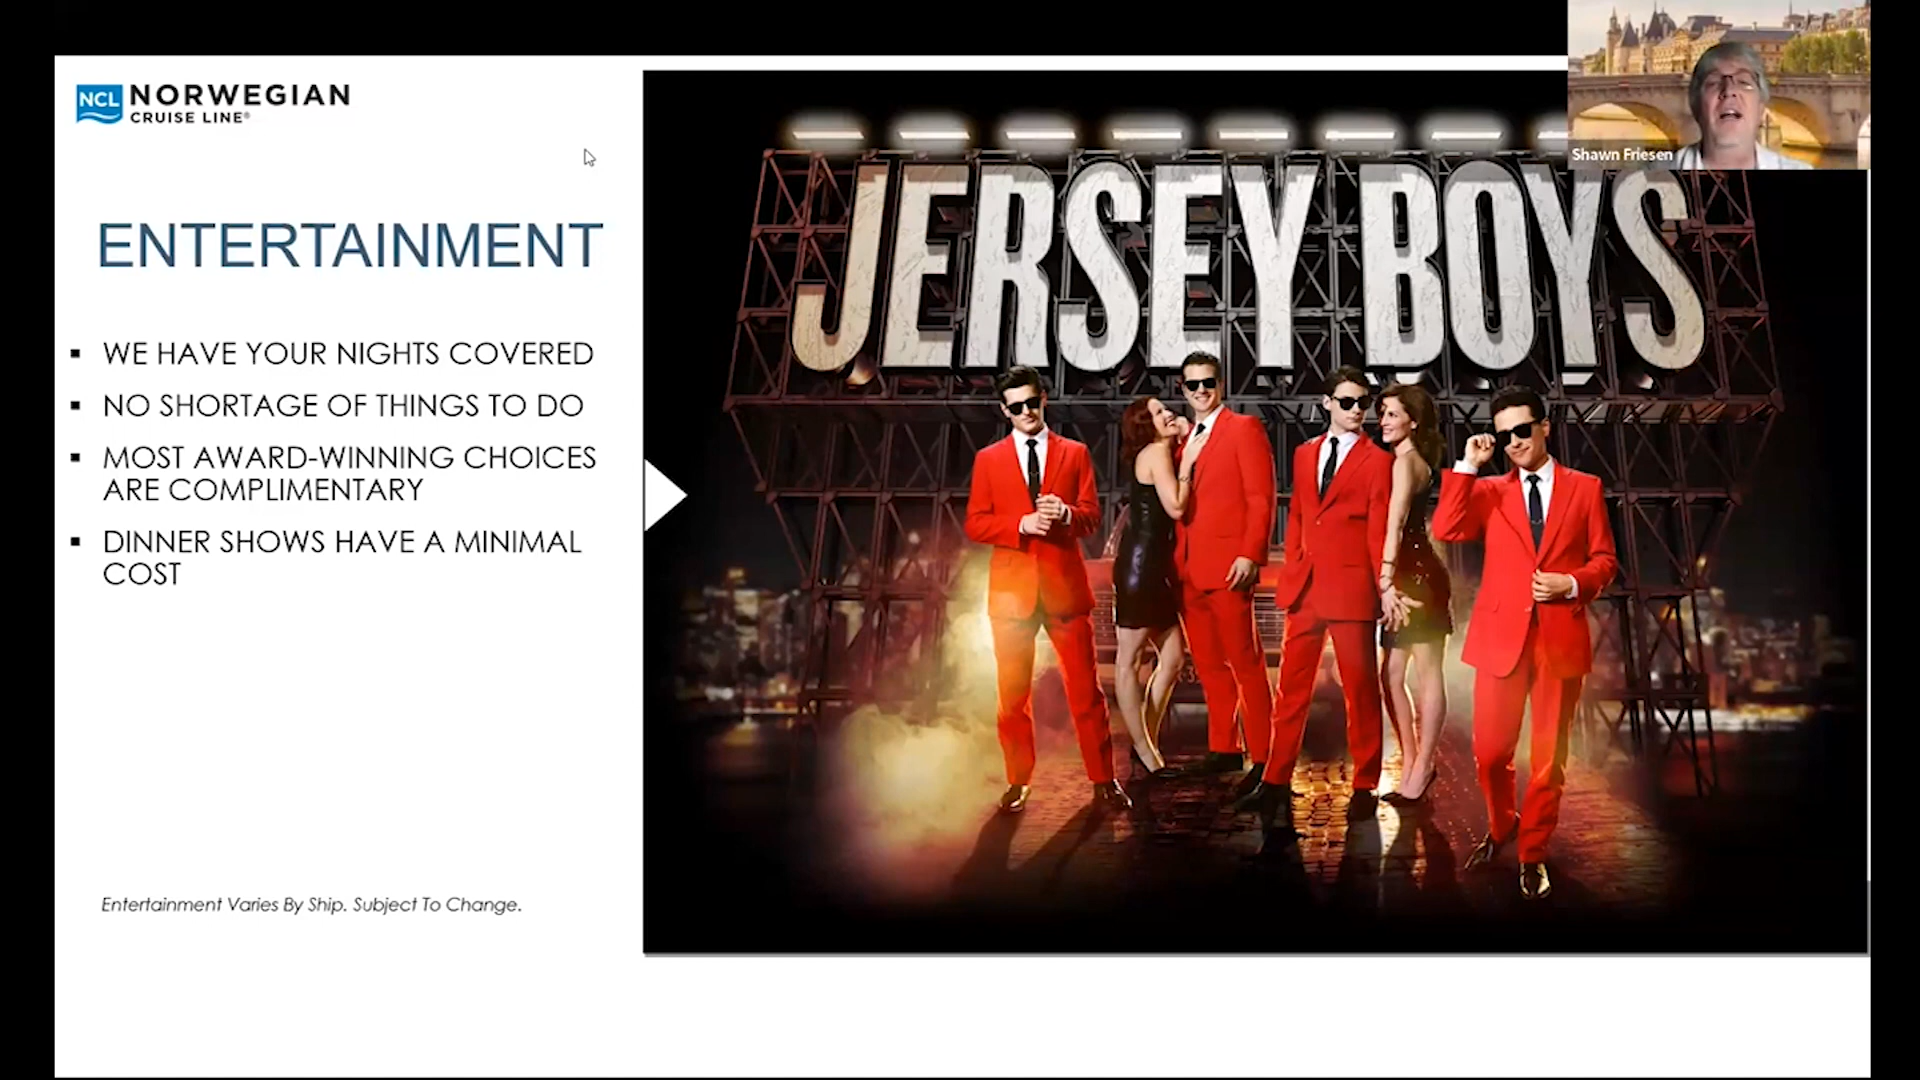 NCL NORWEGIAN
CRUISE LINE®
Shawn Friesen
ENTERTAINMENT
▪ WE HAVE YOUR NIGHTS COVERED
▪ NO SHORTAGE OF THINGS TO DO
▪ MOST AWARD-WINNING CHOICES
ARE COMPLIMENTARY
▪ DINNER SHOWS HAVE A MINIMAL
COST
Entertainment Varies By Ship. Subject To Change.
JERSEY BOYS